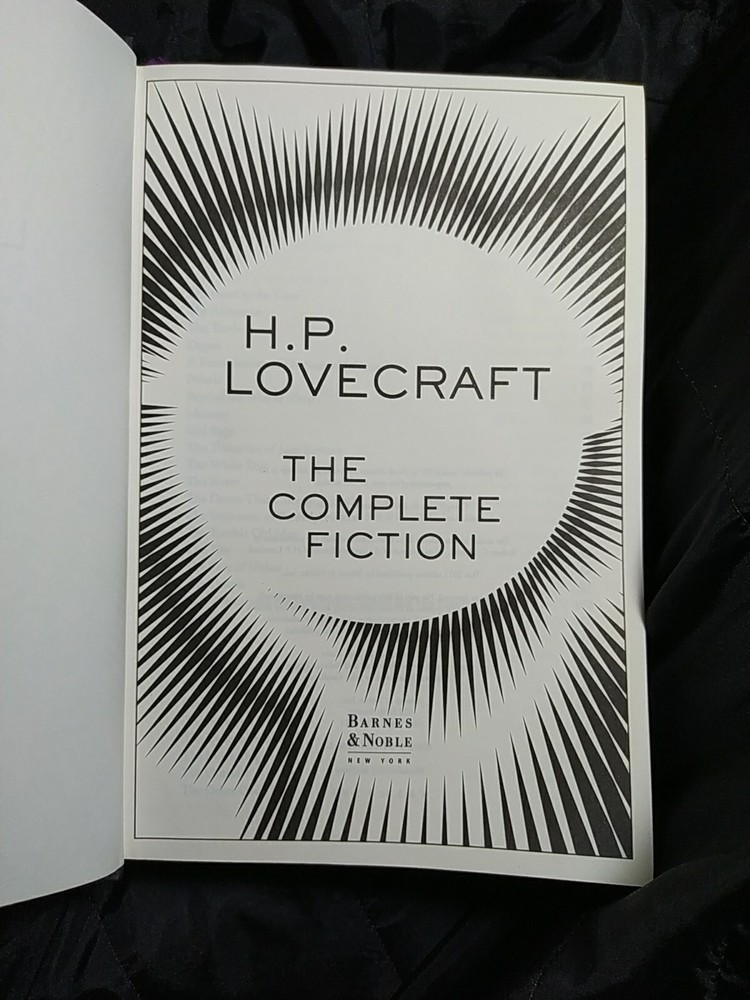 H.P.
LOVECRAFT
THE
COMPLETE
FICTION
BARNES
& NOBLE
NEW YORK